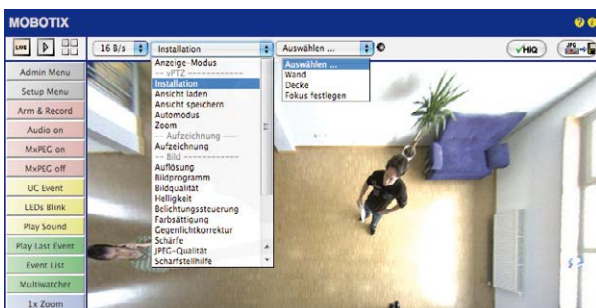 MOBOTIX
LIVE
16 B/s
Installation
Auswählen ...
HiQ
JPG
Admin Menu
Setup Menu
Arm & Record
Audio on
MxPEG on
MxPEG off
UC Event
LEDs Blink
Play Sound
Play Last Event
Event List
Multiwatcher
1x Zoom
Anzeige-Modus
-- vPTZ -------------
Installation
Ansicht laden
Ansicht speichern
Automodus
Zoom
-- Aufzeichnung ----
Aufzeichnung
-- Bild -------------
Auflösung
Bildprogramm
Bildqualität
Helligkeit
Belichtungssteuerung
Farbsättigung
Gegenlichtkorrektur
Schärfe
JPEG-Qualität
Scharfstellhilfe
Auswählen ...
Wand
Decke
Fokus festlegen